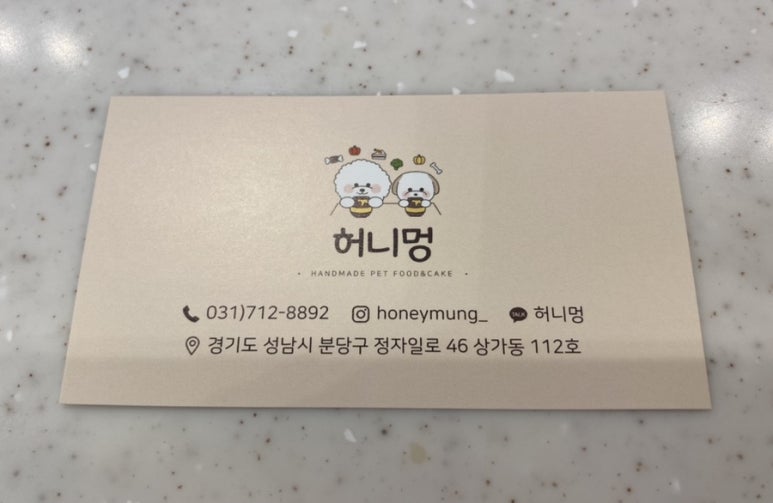 허니멍
• HANDMADE PET FOOD&CAKE •
031)712-8892 honeymung_ TALK 허니멍
경기도 성남시 분당구 정자일로 46 상가동 112호